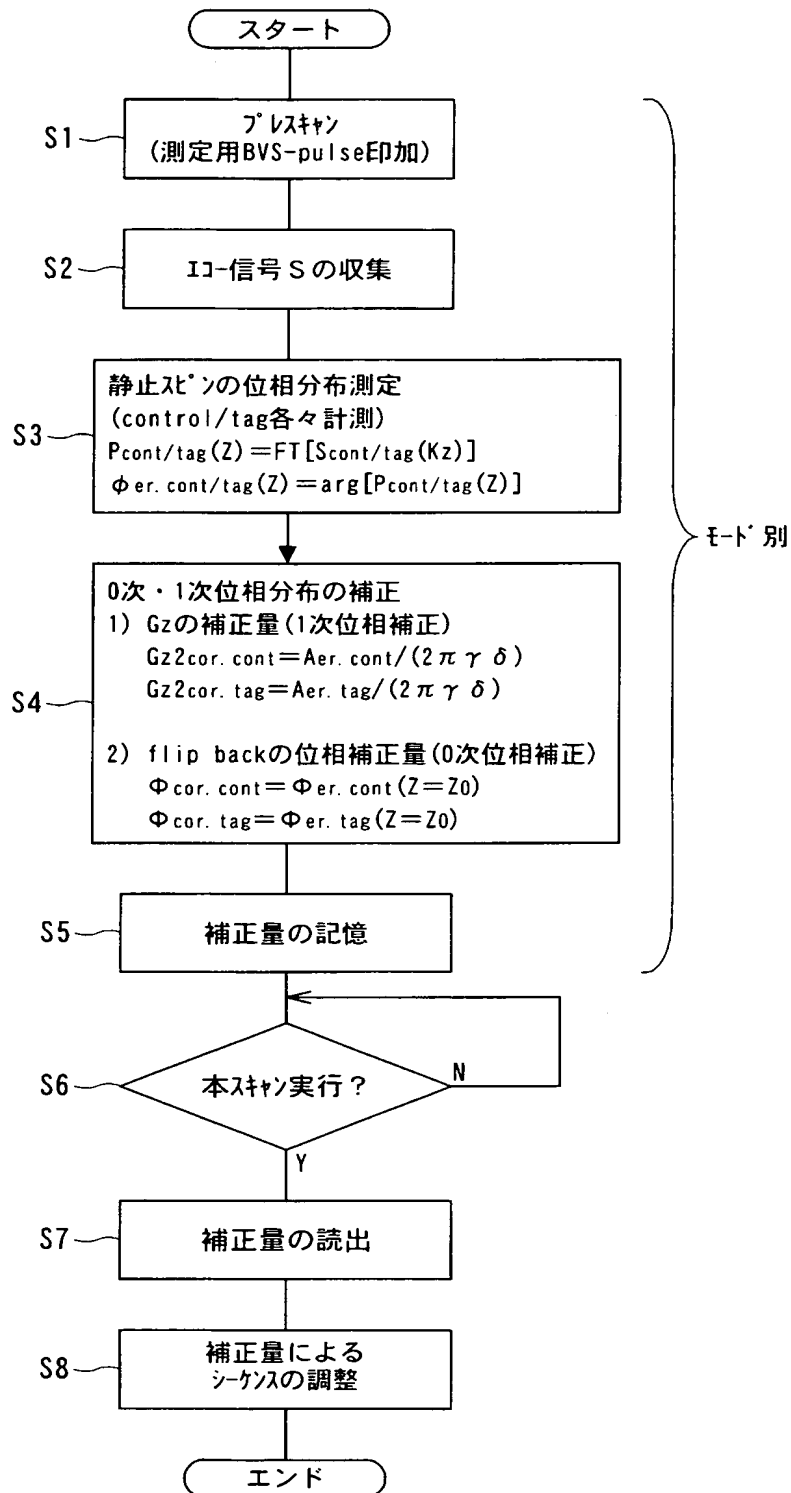 スタート
S1
プレスキャン
(測定用BVS-pulse印加)
S2
エコー信号Sの収集
S3
静止スピンの位相分布測定
(control/tag各々計測)
Pcont/tag(Z)=FT[Scont/tag(Kz)]
φer.cont/tag(Z)=arg[Pcont/tag(Z)]
モード別
S4
0次・1次位相分布の補正
1) Gzの補正量(1次位相補正)
Gz2cor.cont=Aer.cont/(2πγδ)
Gz2cor.tag=Aer.tag/(2πγδ)
2) flip backの位相補正量(0次位相補正)
Φcor.cont=Φer.cont(Z=Z0)
Φcor.tag=Φer.tag(Z=Z0)
S5
補正量の記憶
S6
本スキャン実行?
N
Y
S7
補正量の読出
S8
補正量による
シーケンスの調整
エンド